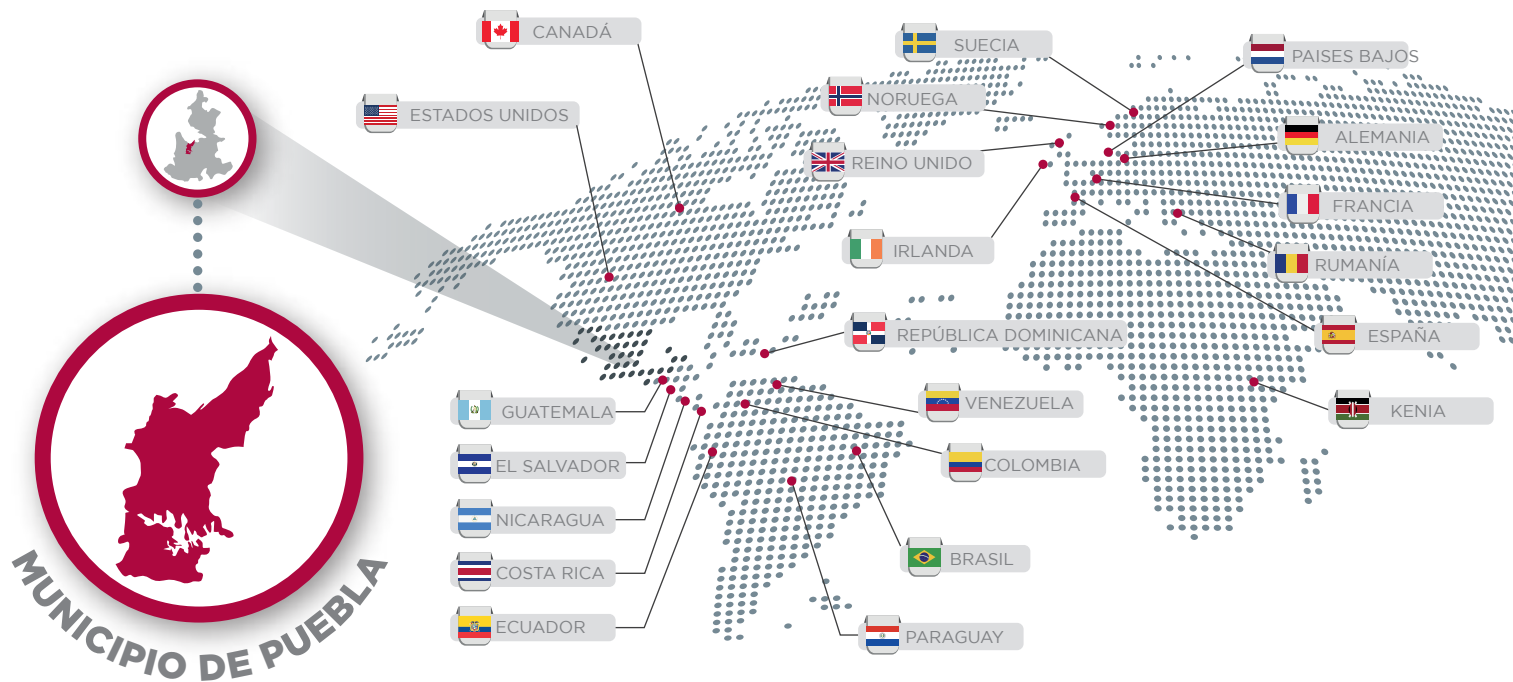 CANADÁ
SUECIA
PAISES BAJOS
ESTADOS UNIDOS
NORUEGA
ALEMANIA
REINO UNIDO
FRANCIA
IRLANDA
RUMANÍA
REPÚBLICA DOMINICANA
ESPAÑA
GUATEMALA
VENEZUELA
KENIA
EL SALVADOR
COLOMBIA
NICARAGUA
COSTA RICA
BRASIL
ECUADOR
PARAGUAY
MUNICIPIO DE PUEBLA